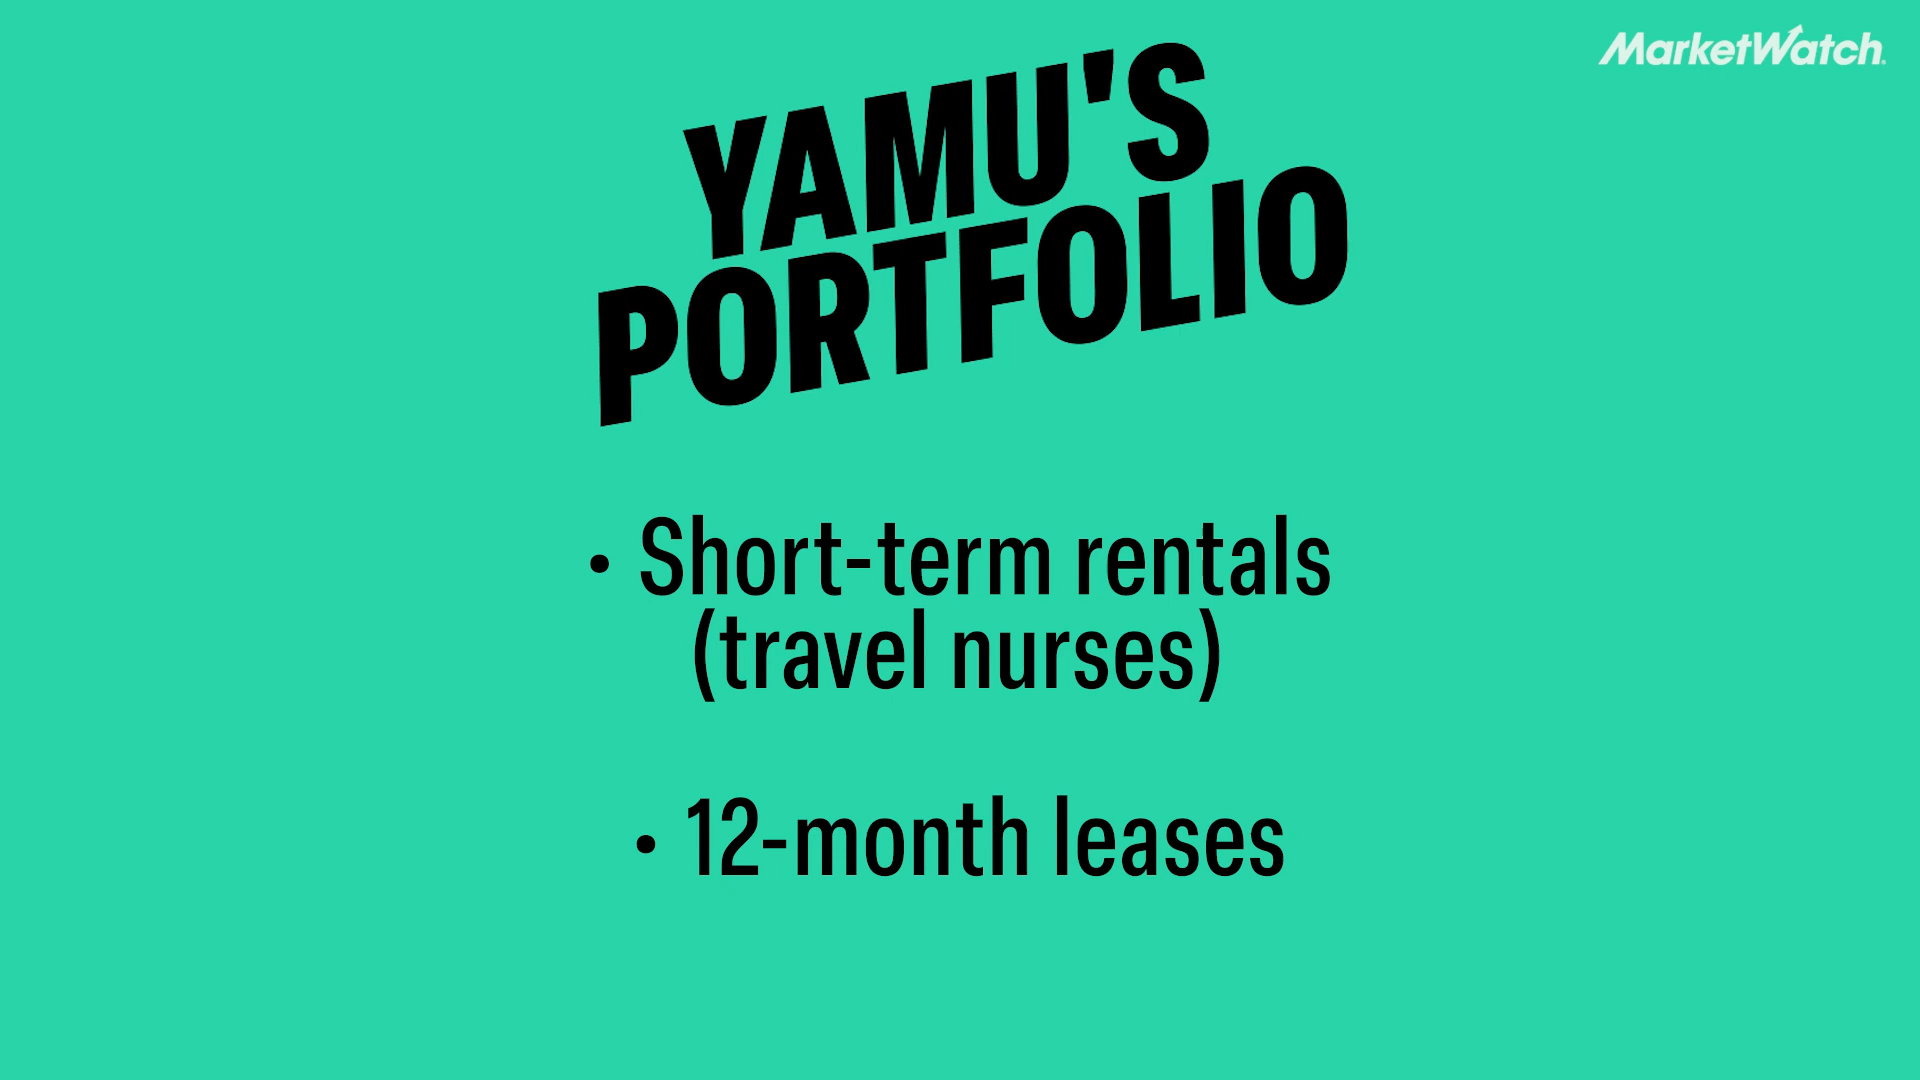 MarketWatch
YAMU'S
PORTFOLIO
• Short-term rentals
(travel nurses)
• 12-month leases